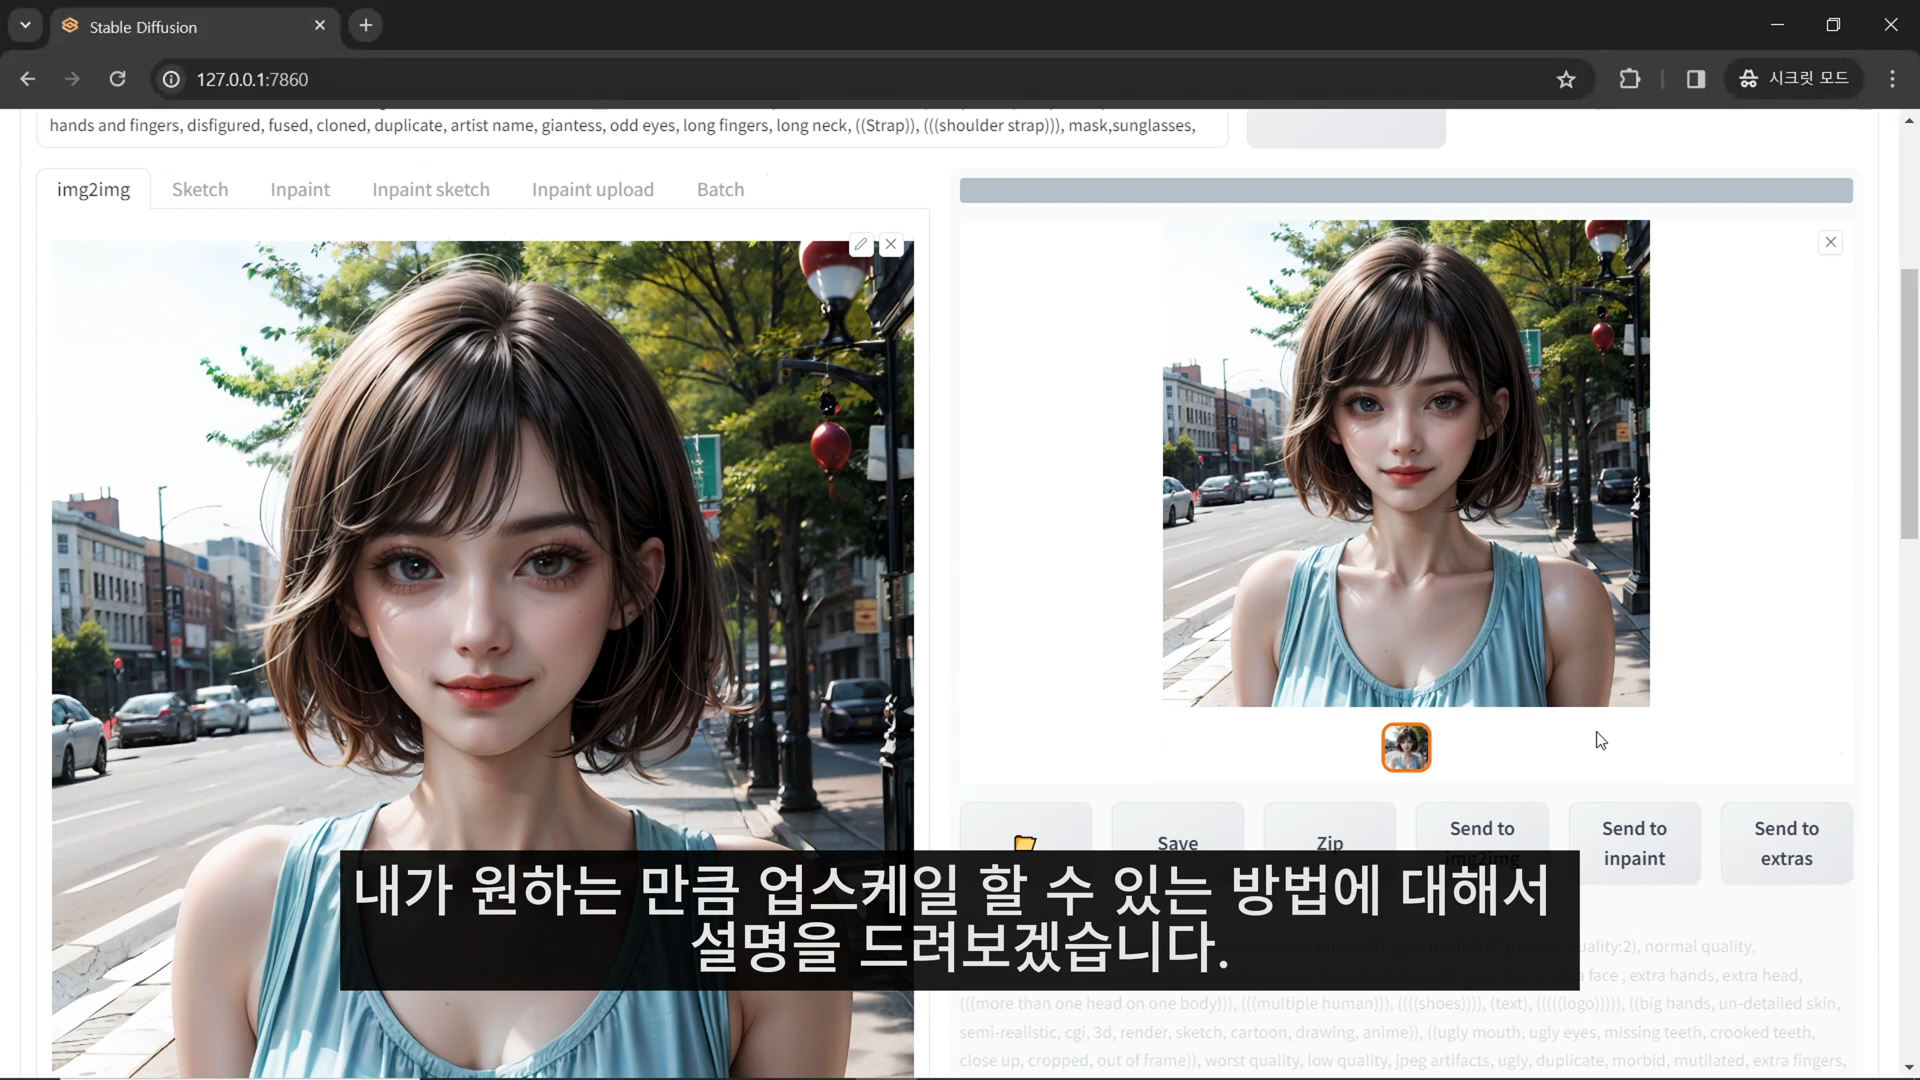 Stable Diffusion
127.0.0.1:7860
시크릿 모드
hands and fingers, disfigured, fused, cloned, duplicate, artist name, giantess, odd eyes, long fingers, long neck, ((Strap)), (((shoulder strap))), mask,sunglasses,
img2img Sketch Inpaint Inpaint sketch Inpaint upload Batch
Save
Zip
Send to
img2img
Send to
inpaint
Send to
extras
내가 원하는 만큼 업스케일 할 수 있는 방법에 대해서
설명을 드려보겠습니다.
uality:2), normal quality,
face , extra hands, extra head,
(((more than one head on one body))), (((multiple human))), ((((shoes)))), (text), (((((logo))))), ((big hands, un-detailed skin,
semi-realistic, cgi, 3d, render, sketch, cartoon, drawing, anime)), ((ugly mouth, ugly eyes, missing teeth, crooked teeth,
close up, cropped, out of frame)), worst quality, low quality, jpeg artifacts, ugly, duplicate, morbid, mutilated, extra fingers,